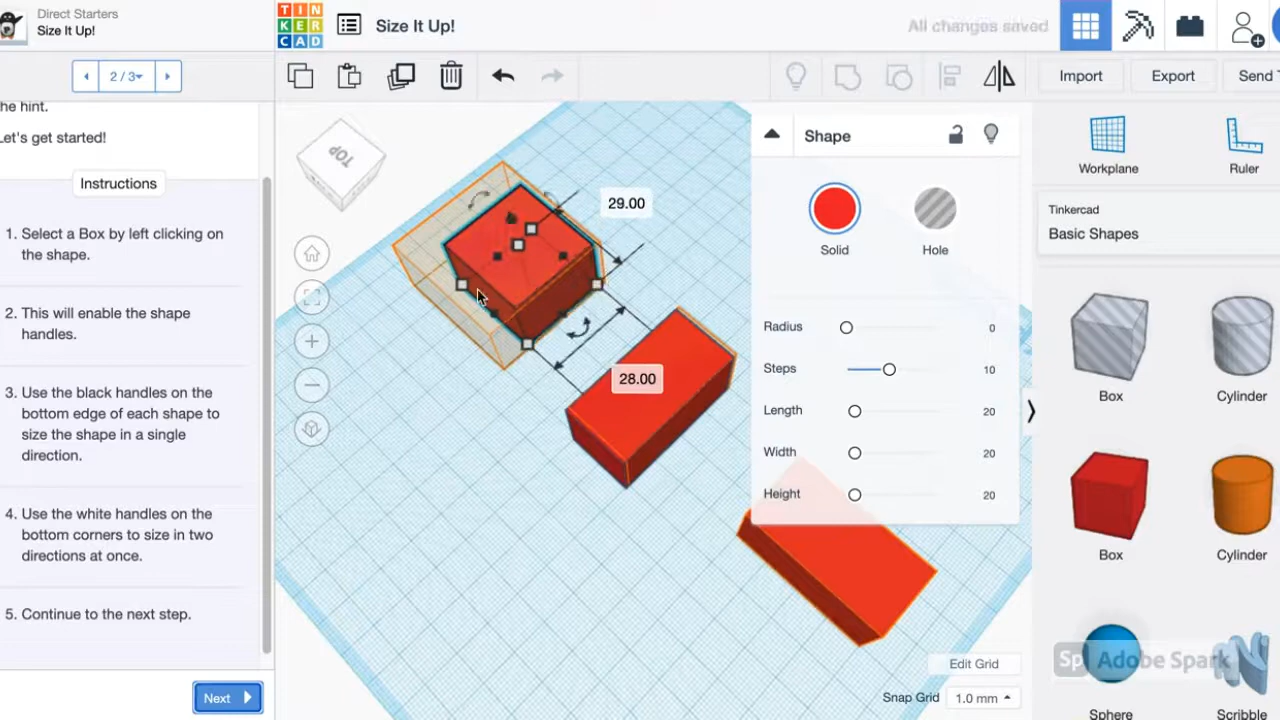 Direct Starters
Size It Up!
2 / 3
he hint.
Let's get started!
Instructions
1. Select a Box by left clicking on
the shape.
2. This will enable the shape
handles.
3. Use the black handles on the
bottom edge of each shape to
size the shape in a single
direction.
4. Use the white handles on the
bottom corners to size in two
directions at once.
5. Continue to the next step.
Next
TIN
KER
CAD
Size It Up!
All changes saved
Import
Export
Send T
TOP
29.00
28.00
Shape
Solid
Hole
Radius 0
Steps 10
Length 20
Width 20
Height 20
Edit Grid
Snap Grid 1.0 mm
Workplane
Ruler
Tinkercad
Basic Shapes
Box
Cylinder
Box
Cylinder
Sp Adobe Spark
Sphere
Scribble